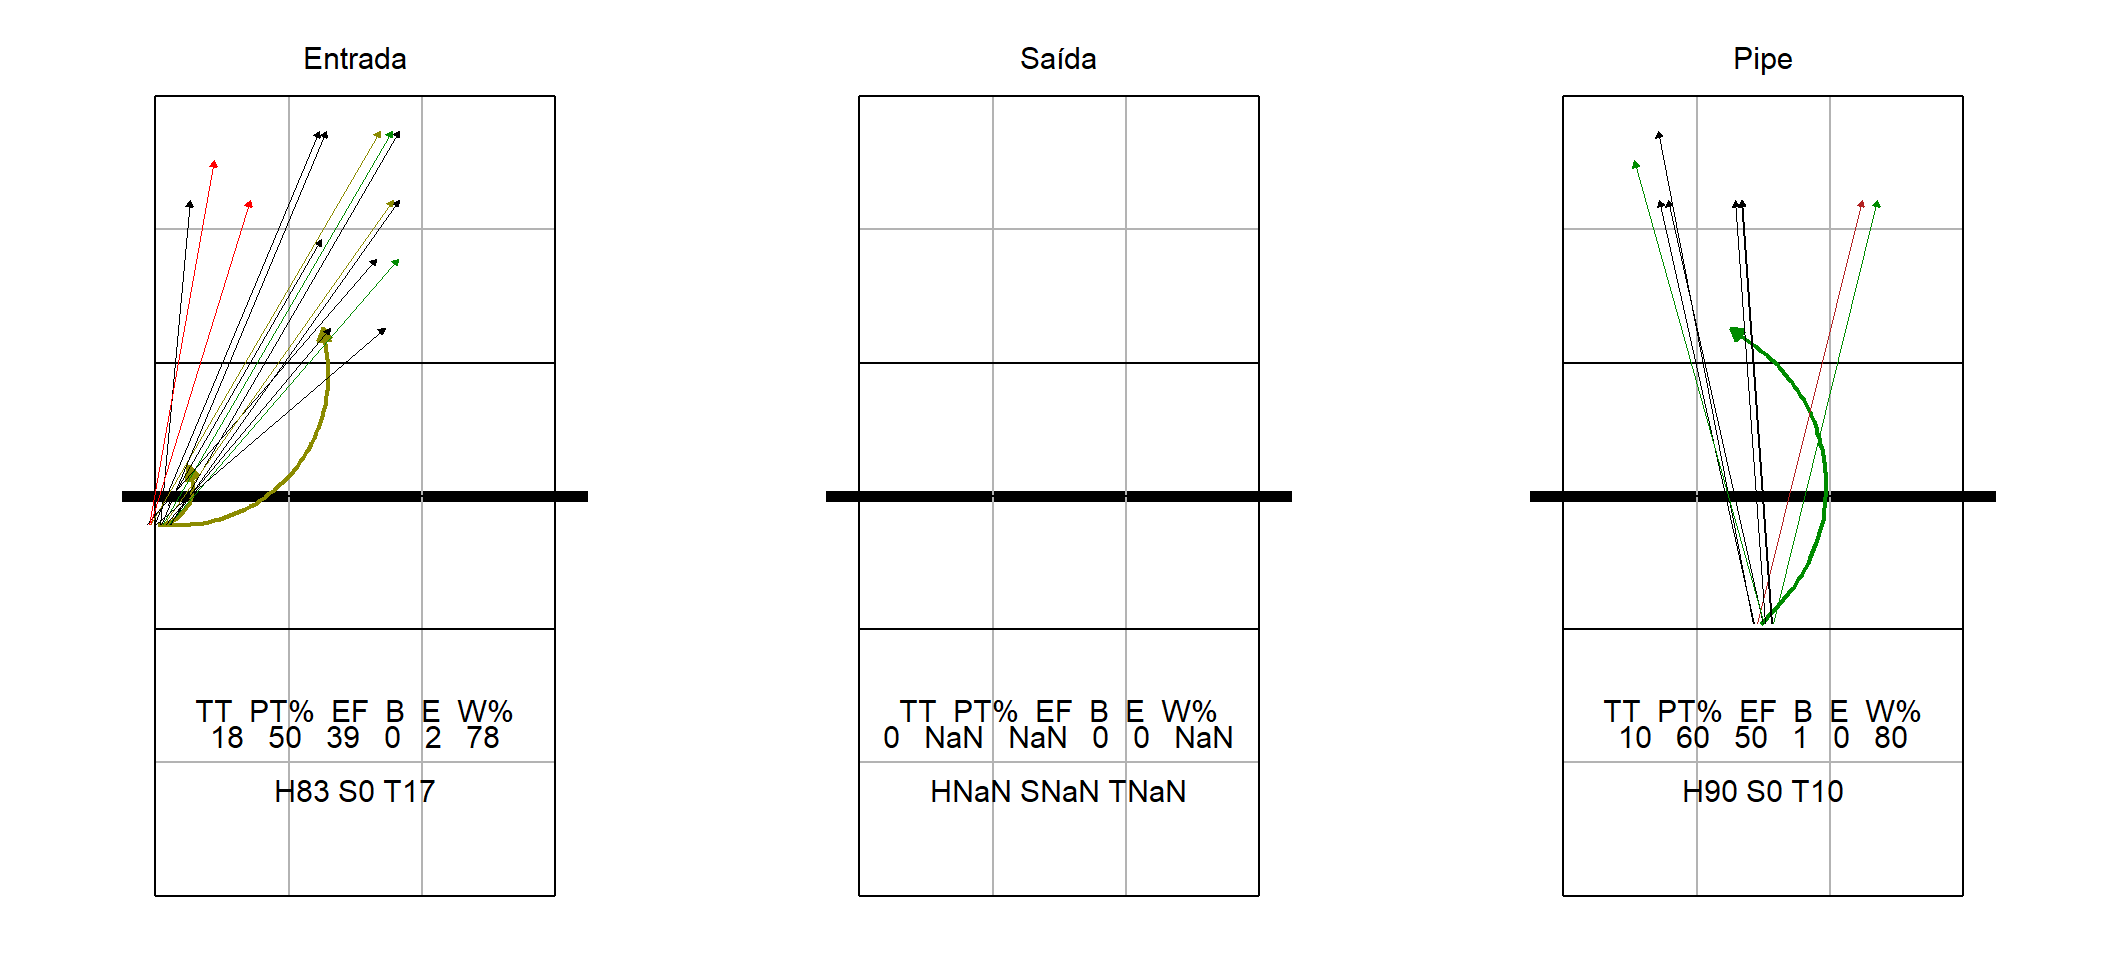 Entrada
TT PT% EF B E W%
18 50 39 0 2 78
H83 S0 T17
Saída
TT PT% EF B E W%
0 NaN NaN 0 0 NaN
HNaN SNaN TNaN
Pipe
TT PT% EF B E W%
10 60 50 1 0 80
H90 S0 T10